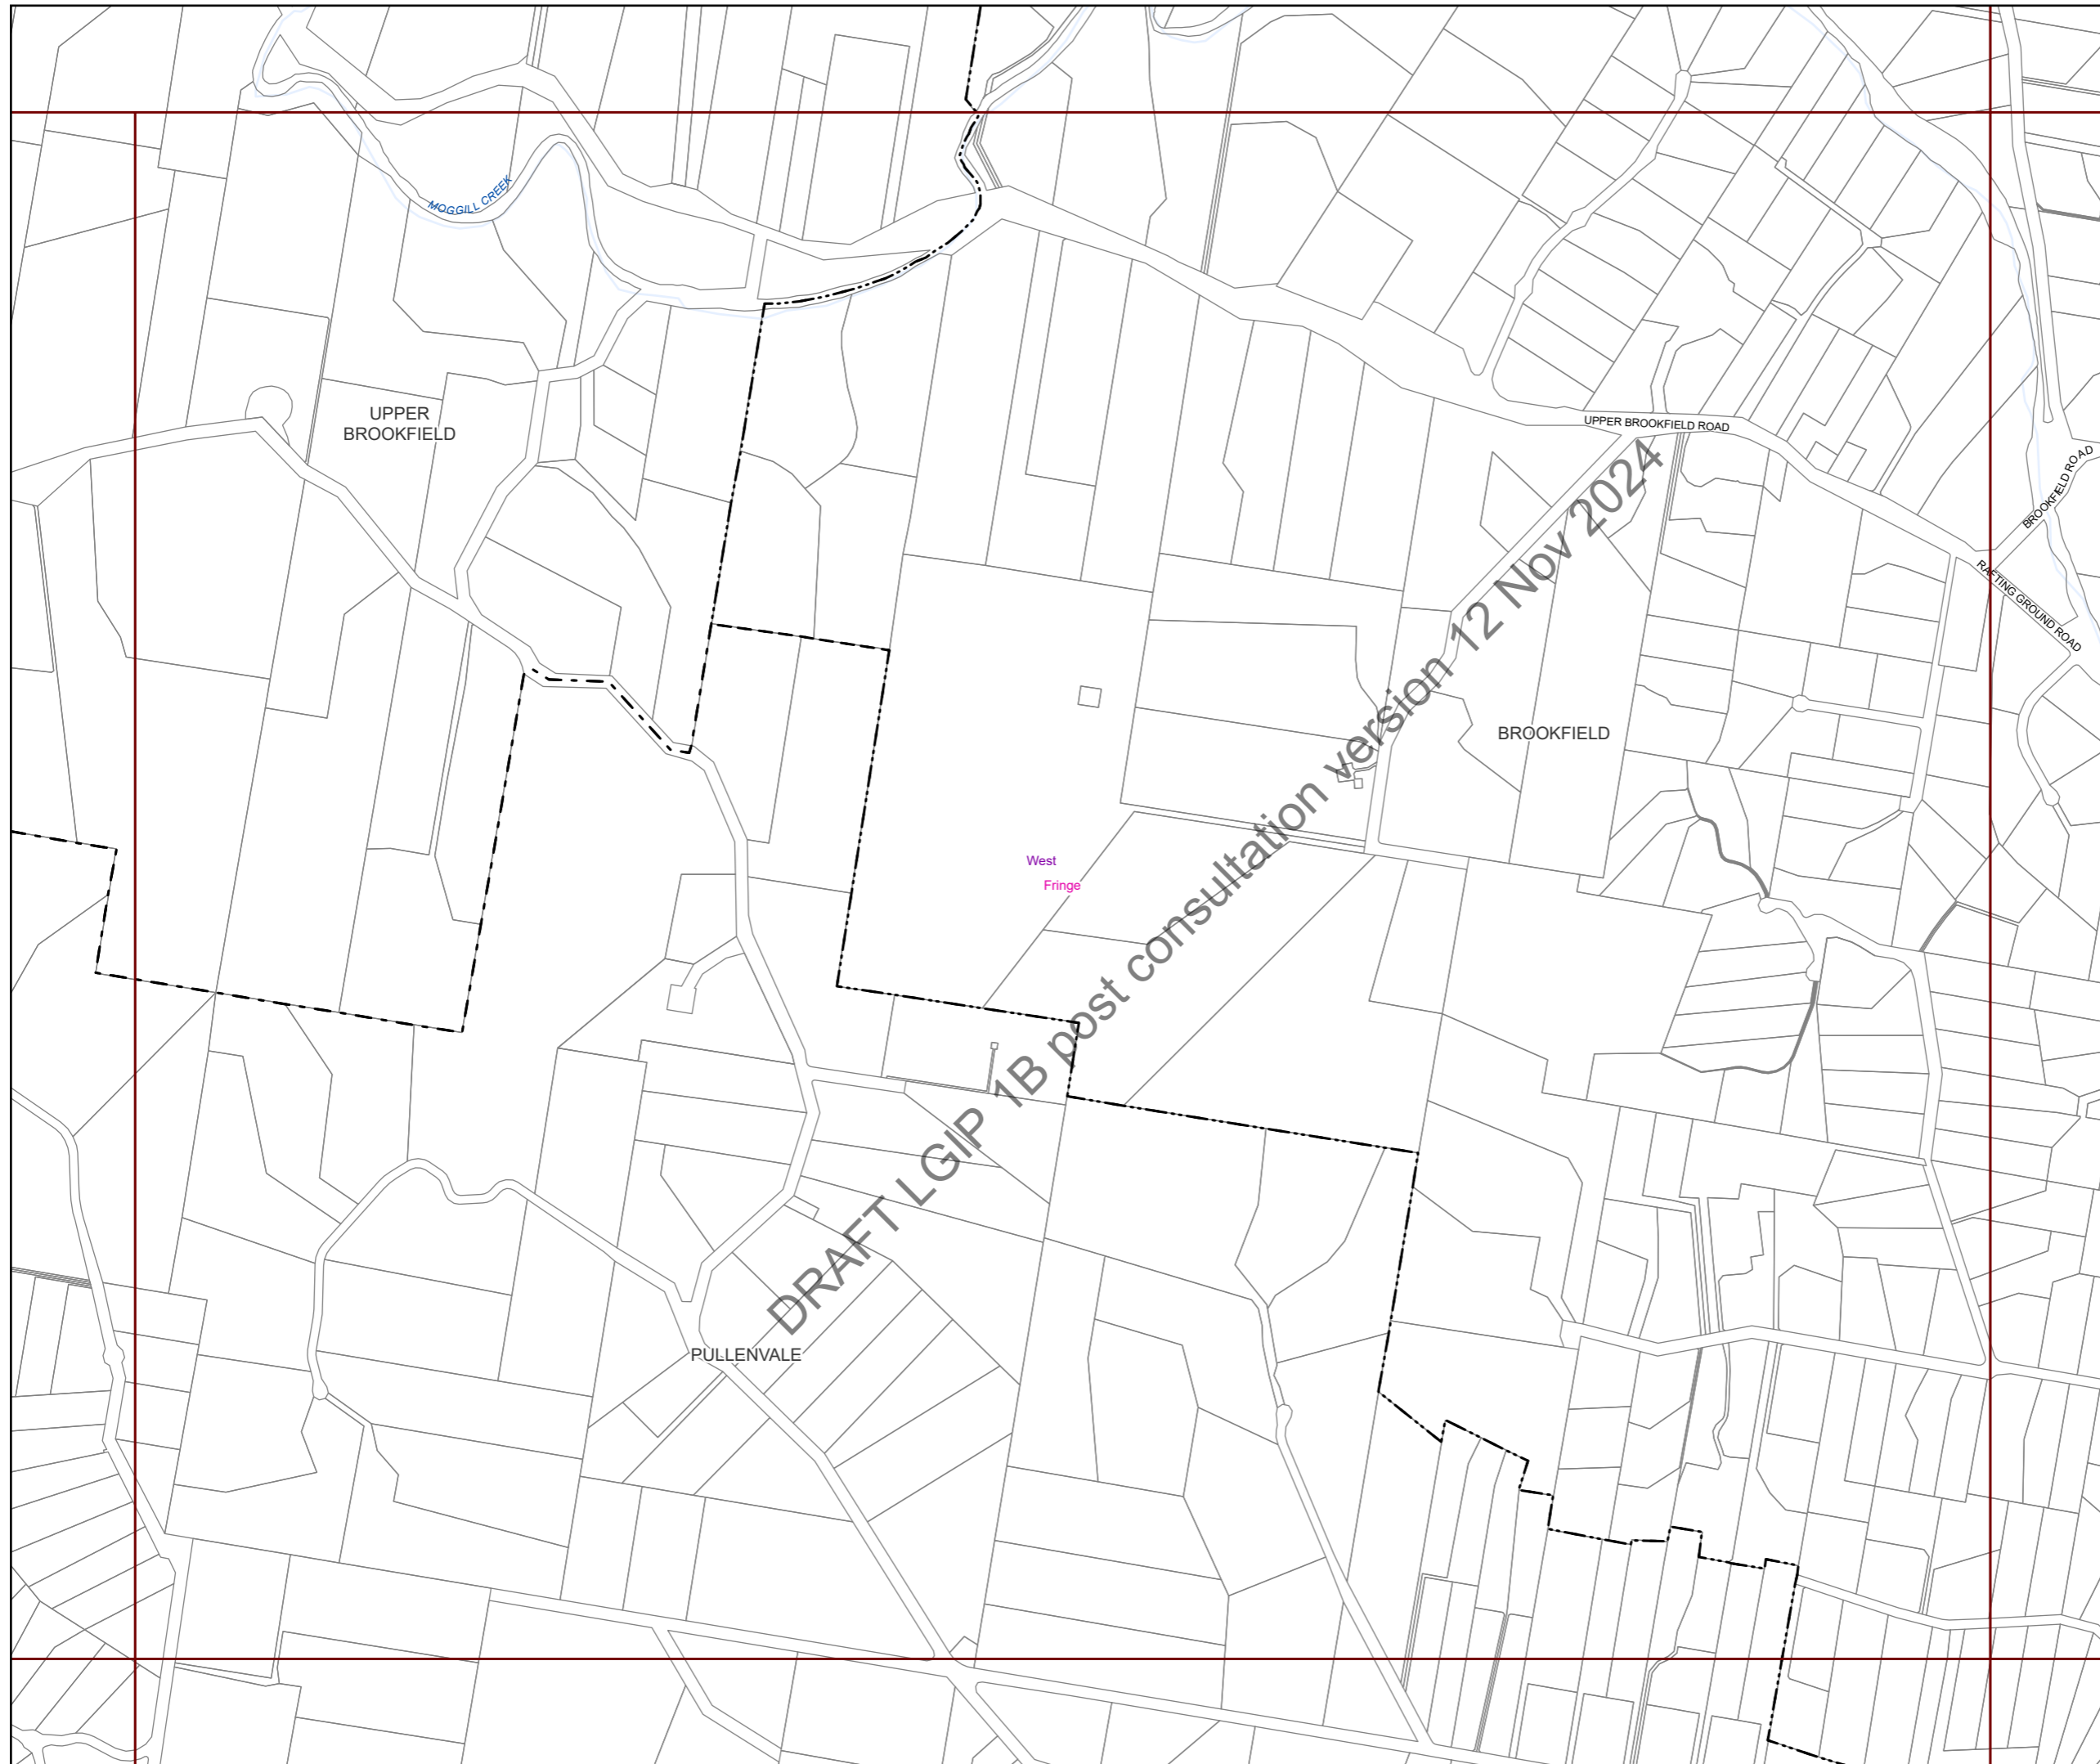 MOGGILL CREEK
UPPER
BROOKFIELD
UPPER BROOKFIELD ROAD
BROOKFIELD ROAD
RAFTING GROUND ROAD
BROOKFIELD
West
Fringe
DRAFT LGIP 1B post consultation version 12 Nov 2024
PULLENVALE